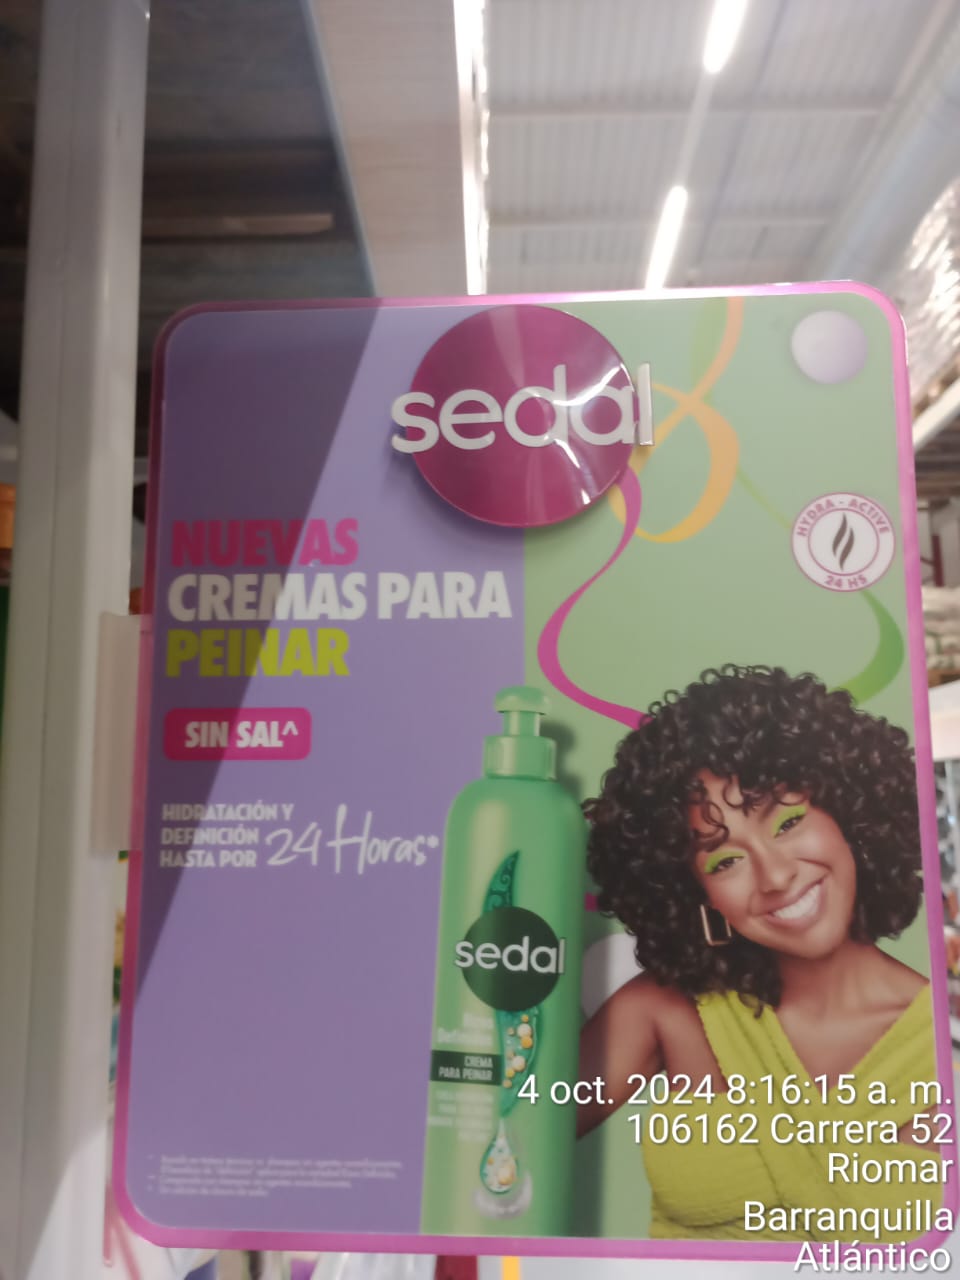 sedal
HYDRA - ACTIVE
24 HS
NUEVAS
CREMAS PARA
PEINAR
SIN SAL^
HIDRATACIÓN Y
DEFINICIÓN
HASTA POR 24 Horas*
sedal
CREMA
PARA PEINAR
4 oct. 2024 8:16:15 a. m.
106162 Carrera 52
Riomar
Barranquilla
Atlántico